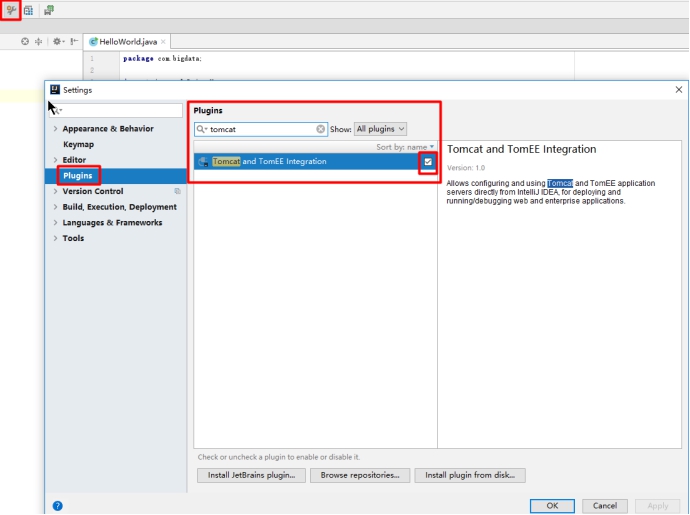 HelloWorld.java
1
package com.bigdata;
2
Settings
Plugins
Appearance & Behavior
tomcat
Show: All plugins
Keymap
Sort by: name
Editor
Tomcat and TomEE Integration
Plugins
Version Control
Build, Execution, Deployment
Languages & Frameworks
Tools
Tomcat and TomEE Integration
Version: 1.0
Allows configuring and using Tomcat and TomEE application
servers directly from IntelliJ IDEA, for deploying and
running/debugging web and enterprise applications.
Check or uncheck a plugin to enable or disable it.
Install JetBrains plugin...
Browse repositories...
Install plugin from disk...
?
OK
Cancel
Apply